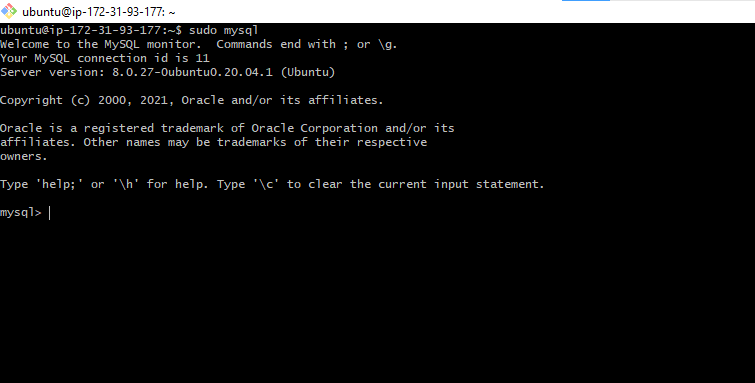 ubuntu@ip-172-31-93-177: ~
ubuntu@ip-172-31-93-177:~$ sudo mysql
Welcome to the MySQL monitor.  Commands end with ; or \g.
Your MySQL connection id is 11
Server version: 8.0.27-0ubuntu0.20.04.1 (Ubuntu)
Copyright (c) 2000, 2021, Oracle and/or its affiliates.
Oracle is a registered trademark of Oracle Corporation and/or its
affiliates. Other names may be trademarks of their respective
owners.
Type 'help;' or '\h' for help. Type '\c' to clear the current input statement.
mysql>